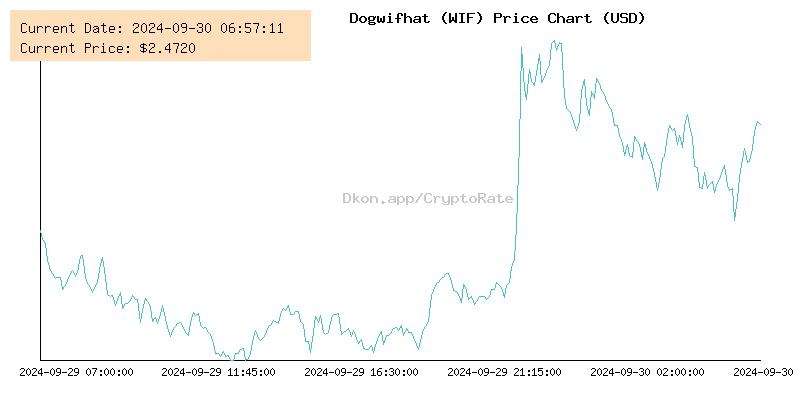 Dogwifhat (WIF) Price Chart (USD)
Current Date: 2024-09-30 06:57:11
Current Price: $2.4720
Dkon.app/CryptoRate
2024-09-29 07:00:00 2024-09-29 11:45:00 2024-09-29 16:30:00 2024-09-29 21:15:00 2024-09-30 02:00:00 2024-09-30